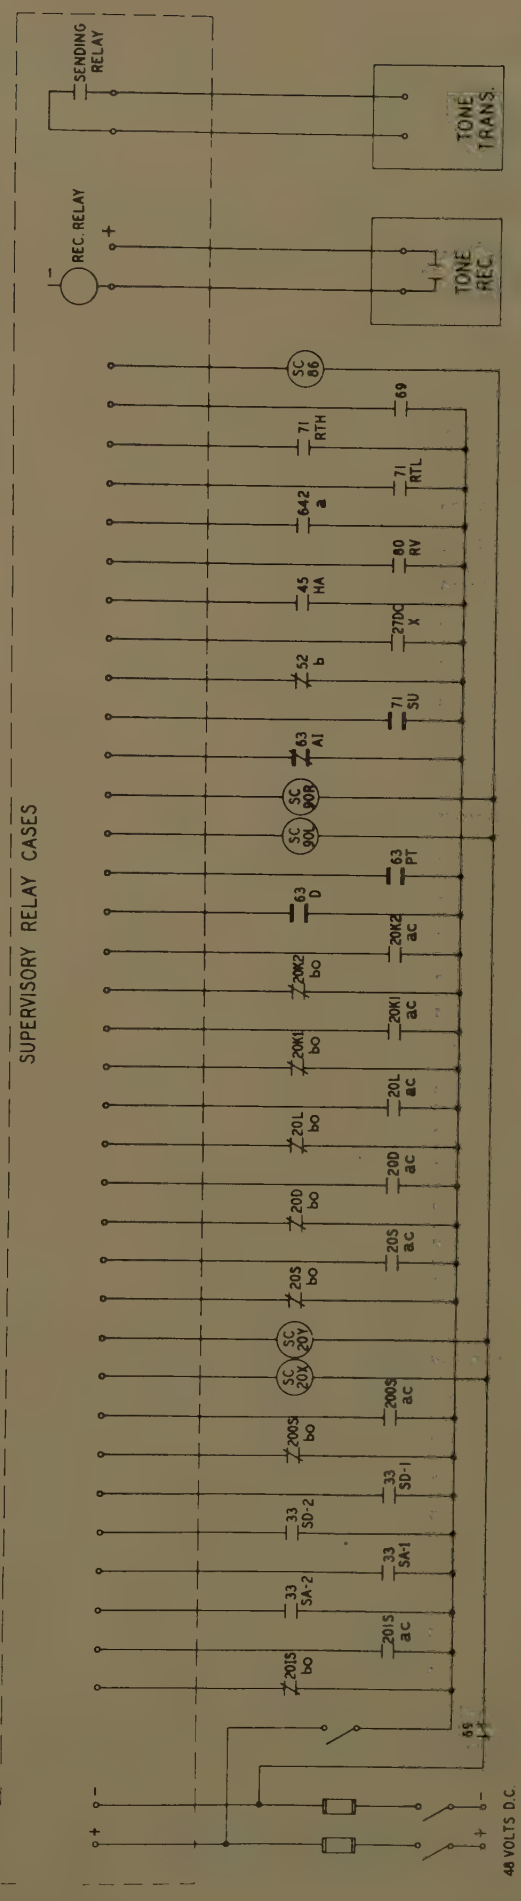 SENDING
RELAY
TONE
TRANS.
REC. RELAY
-
+
TONE
REC.
SC
86
69
71
RTH
71
RTL
642
a
80
RV
45
HA
27DC
X
52
b
71
SU
63
AI
SC
90R
SC
90L
63
PT
63
D
SUPERVISORY RELAY CASES
20K2
ac
20K2
bo
20K1
ac
20K1
bo
20L
ac
20L
bo
20D
ac
20D
bo
20S
ac
20S
bo
SC
20Y
SC
20X
200S
ac
200S
bo
33
SD-1
33
SD-2
33
SA-1
33
SA-2
201S
ac
201S
bo
69
-
+
-
+
48 VOLTS D.C.